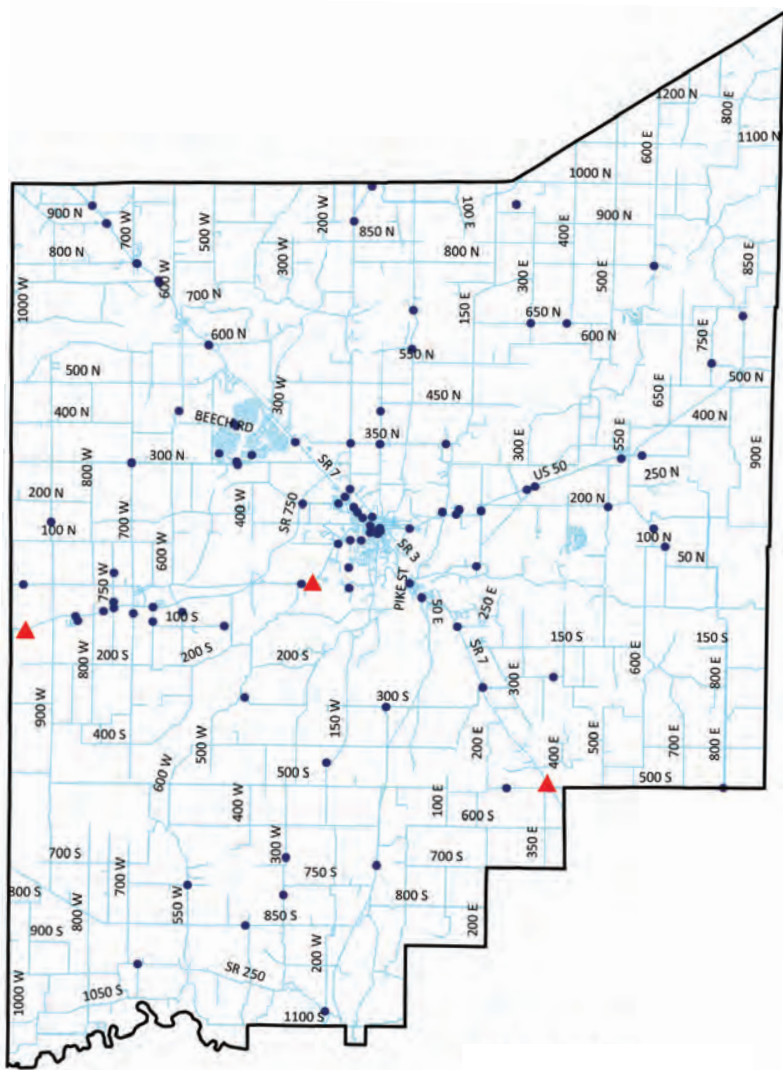 1200 N
800 E
1100 N
600 E
1000 N
900 N
700 W
500 W
200 W
850 N
100 E
900 N
400 E
800 N
600 W
300 W
800 N
300 E
500 E
850 E
1000 W
700 N
150 E
650 N
600 N
600 N
550 N
750 E
500 N
500 N
300 W
450 N
650 E
400 N
BEECH RD
400 N
350 N
300 N
800 W
SR 7
300 E
550 E
900 E
250 N
US 50
200 N
400 W
SR 750
200 N
100 N
700 W
600 W
SR 3
100 N
50 N
750 W
PIKE ST
50 E
250 E
100 S
150 S
150 S
200 S
800 W
200 S
200 S
SR 7
300 E
600 E
800 E
900 W
300 S
150 W
400 S
500 W
200 E
400 E
500 E
700 E
800 E
600 W
500 S
500 S
400 W
100 E
600 S
350 E
300 W
700 S
700 W
750 S
700 S
800 S
550 W
800 W
850 S
800 S
200 E
900 S
200 W
SR 250
1000 W
1050 S
1100 S